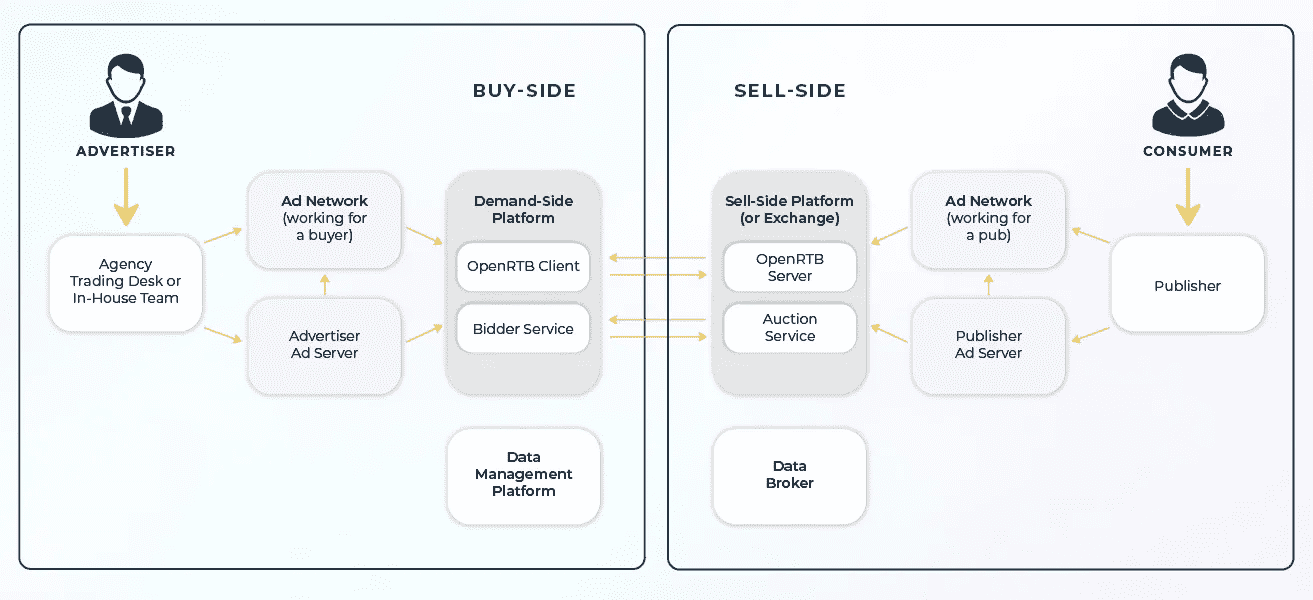 BUY-SIDE
ADVERTISER
Agency
Trading Desk or
In-House Team
Ad Network
(working for
a buyer)
Advertiser
Ad Server
Demand-Side
Platform
OpenRTB Client
Bidder Service
Data
Management
Platform
SELL-SIDE
CONSUMER
Sell-Side Platform
(or Exchange)
OpenRTB
Server
Auction
Service
Ad Network
(working for
a pub)
Publisher
Ad Server
Publisher
Data
Broker